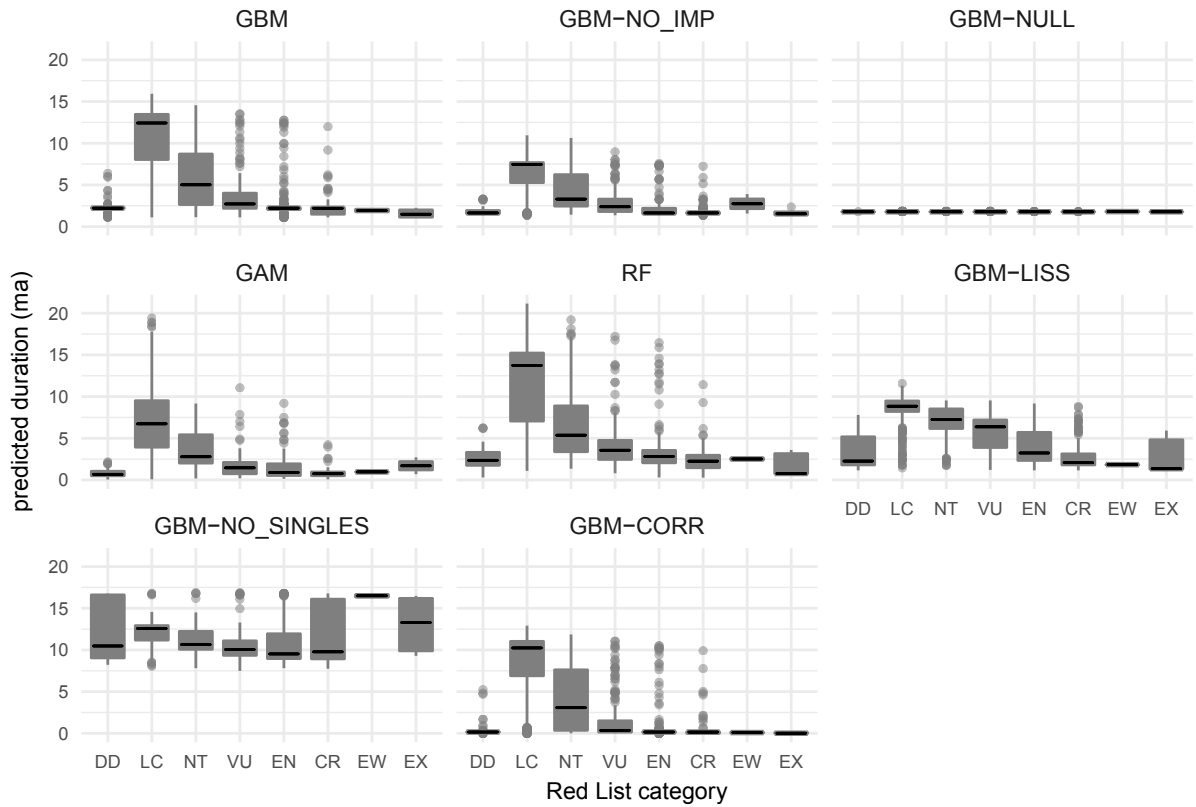 GBM GBM−NO_IMP GBM−NULL
20
15
10
5
0
GAM RF GBM−LISS
20
15
10
5
0
DD LC NT VU EN CR EW EX
GBM−NO_SINGLES GBM−CORR
20
15
10
5
0
DD LC NT VU EN CR EW EX DD LC NT VU EN CR EW EX
predicted duration (ma)
Red List category